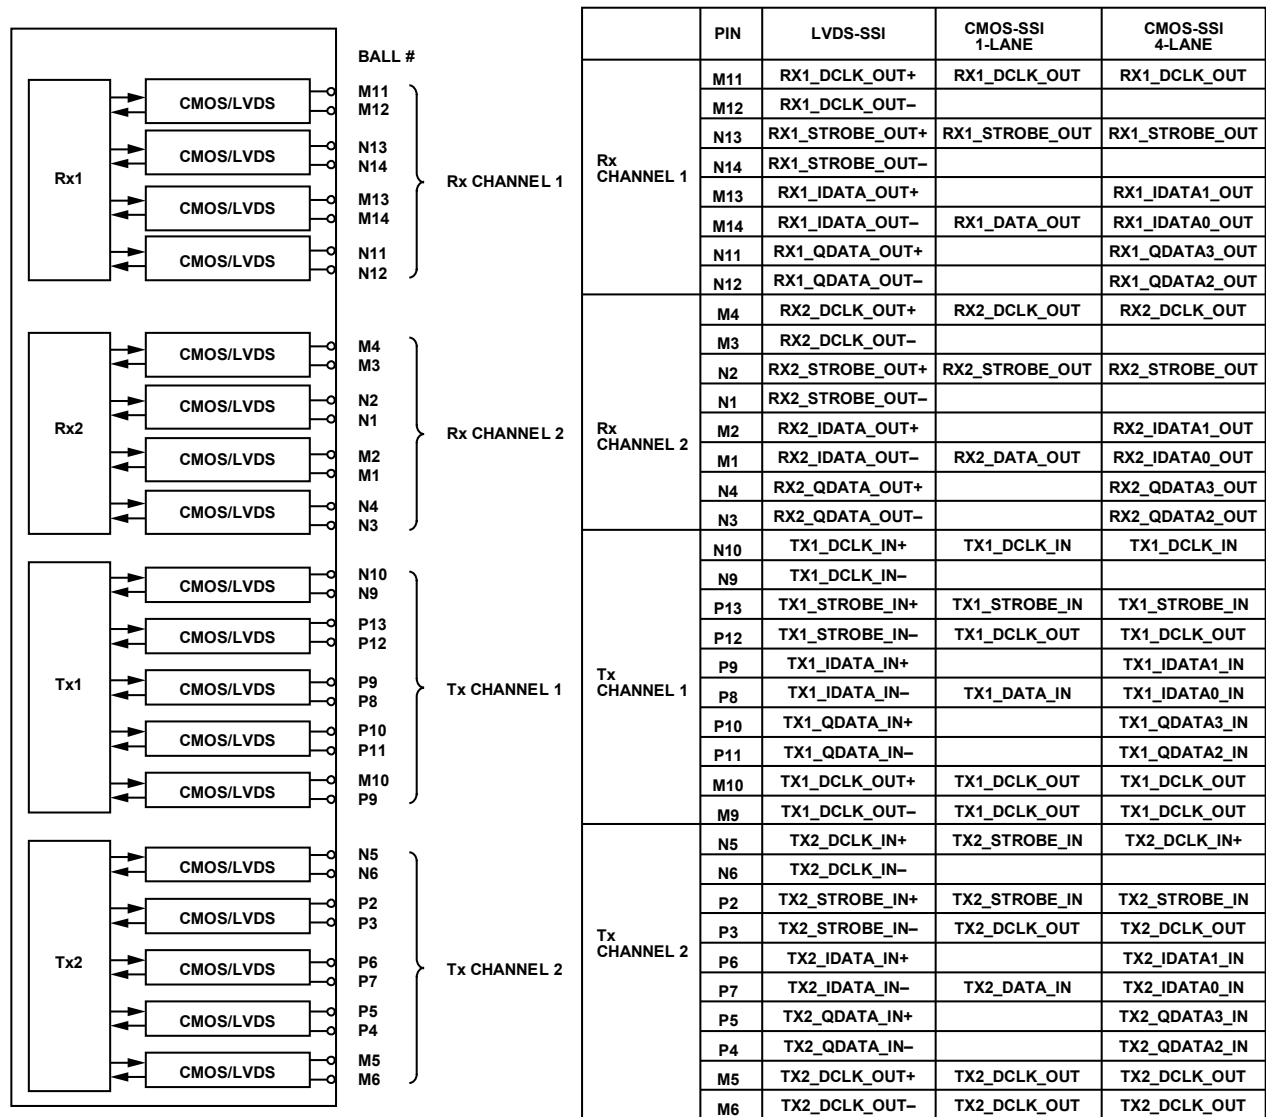 BALL #
Rx1
CMOS/LVDS
M11
M12
CMOS/LVDS
N13
N14
CMOS/LVDS
M13
M14
CMOS/LVDS
N11
N12
Rx CHANNEL 1
Rx2
CMOS/LVDS
M4
M3
CMOS/LVDS
N2
N1
CMOS/LVDS
M2
M1
CMOS/LVDS
N4
N3
Rx CHANNEL 2
Tx1
CMOS/LVDS
N10
N9
CMOS/LVDS
P13
P12
CMOS/LVDS
P9
P8
CMOS/LVDS
P10
P11
CMOS/LVDS
M10
P9
Tx CHANNEL 1
Tx2
CMOS/LVDS
N5
N6
CMOS/LVDS
P2
P3
CMOS/LVDS
P6
P7
CMOS/LVDS
P5
P4
CMOS/LVDS
M5
M6
Tx CHANNEL 2
PIN LVDS-SSI CMOS-SSI 1-LANE CMOS-SSI 4-LANE
Rx CHANNEL 1
M11 RX1_DCLK_OUT+ RX1_DCLK_OUT RX1_DCLK_OUT
M12 RX1_DCLK_OUT–
N13 RX1_STROBE_OUT+ RX1_STROBE_OUT RX1_STROBE_OUT
N14 RX1_STROBE_OUT–
M13 RX1_IDATA_OUT+ RX1_IDATA1_OUT
M14 RX1_IDATA_OUT– RX1_DATA_OUT RX1_IDATA0_OUT
N11 RX1_QDATA_OUT+ RX1_QDATA3_OUT
N12 RX1_QDATA_OUT– RX1_QDATA2_OUT
Rx CHANNEL 2
M4 RX2_DCLK_OUT+ RX2_DCLK_OUT RX2_DCLK_OUT
M3 RX2_DCLK_OUT–
N2 RX2_STROBE_OUT+ RX2_STROBE_OUT RX2_STROBE_OUT
N1 RX2_STROBE_OUT–
M2 RX2_IDATA_OUT+ RX2_IDATA1_OUT
M1 RX2_IDATA_OUT– RX2_DATA_OUT RX2_IDATA0_OUT
N4 RX2_QDATA_OUT+ RX2_QDATA3_OUT
N3 RX2_QDATA_OUT– RX2_QDATA2_OUT
Tx CHANNEL 1
N10 TX1_DCLK_IN+ TX1_DCLK_IN TX1_DCLK_IN
N9 TX1_DCLK_IN–
P13 TX1_STROBE_IN+ TX1_STROBE_IN TX1_STROBE_IN
P12 TX1_STROBE_IN– TX1_DCLK_OUT TX1_DCLK_OUT
P9 TX1_IDATA_IN+ TX1_IDATA1_IN
P8 TX1_IDATA_IN– TX1_DATA_IN TX1_IDATA0_IN
P10 TX1_QDATA_IN+ TX1_QDATA3_IN
P11 TX1_QDATA_IN– TX1_QDATA2_IN
M10 TX1_DCLK_OUT+ TX1_DCLK_OUT TX1_DCLK_OUT
M9 TX1_DCLK_OUT– TX1_DCLK_OUT TX1_DCLK_OUT
Tx CHANNEL 2
N5 TX2_DCLK_IN+ TX2_STROBE_IN TX2_DCLK_IN+
N6 TX2_DCLK_IN–
P2 TX2_STROBE_IN+ TX2_STROBE_IN TX2_STROBE_IN
P3 TX2_STROBE_IN– TX2_DCLK_OUT TX2_DCLK_OUT
P6 TX2_IDATA_IN+ TX2_IDATA1_IN
P7 TX2_IDATA_IN– TX2_DATA_IN TX2_IDATA0_IN
P5 TX2_QDATA_IN+ TX2_QDATA3_IN
P4 TX2_QDATA_IN– TX2_QDATA2_IN
M5 TX2_DCLK_OUT+ TX2_DCLK_OUT TX2_DCLK_OUT
M6 TX2_DCLK_OUT– TX2_DCLK_OUT TX2_DCLK_OUT